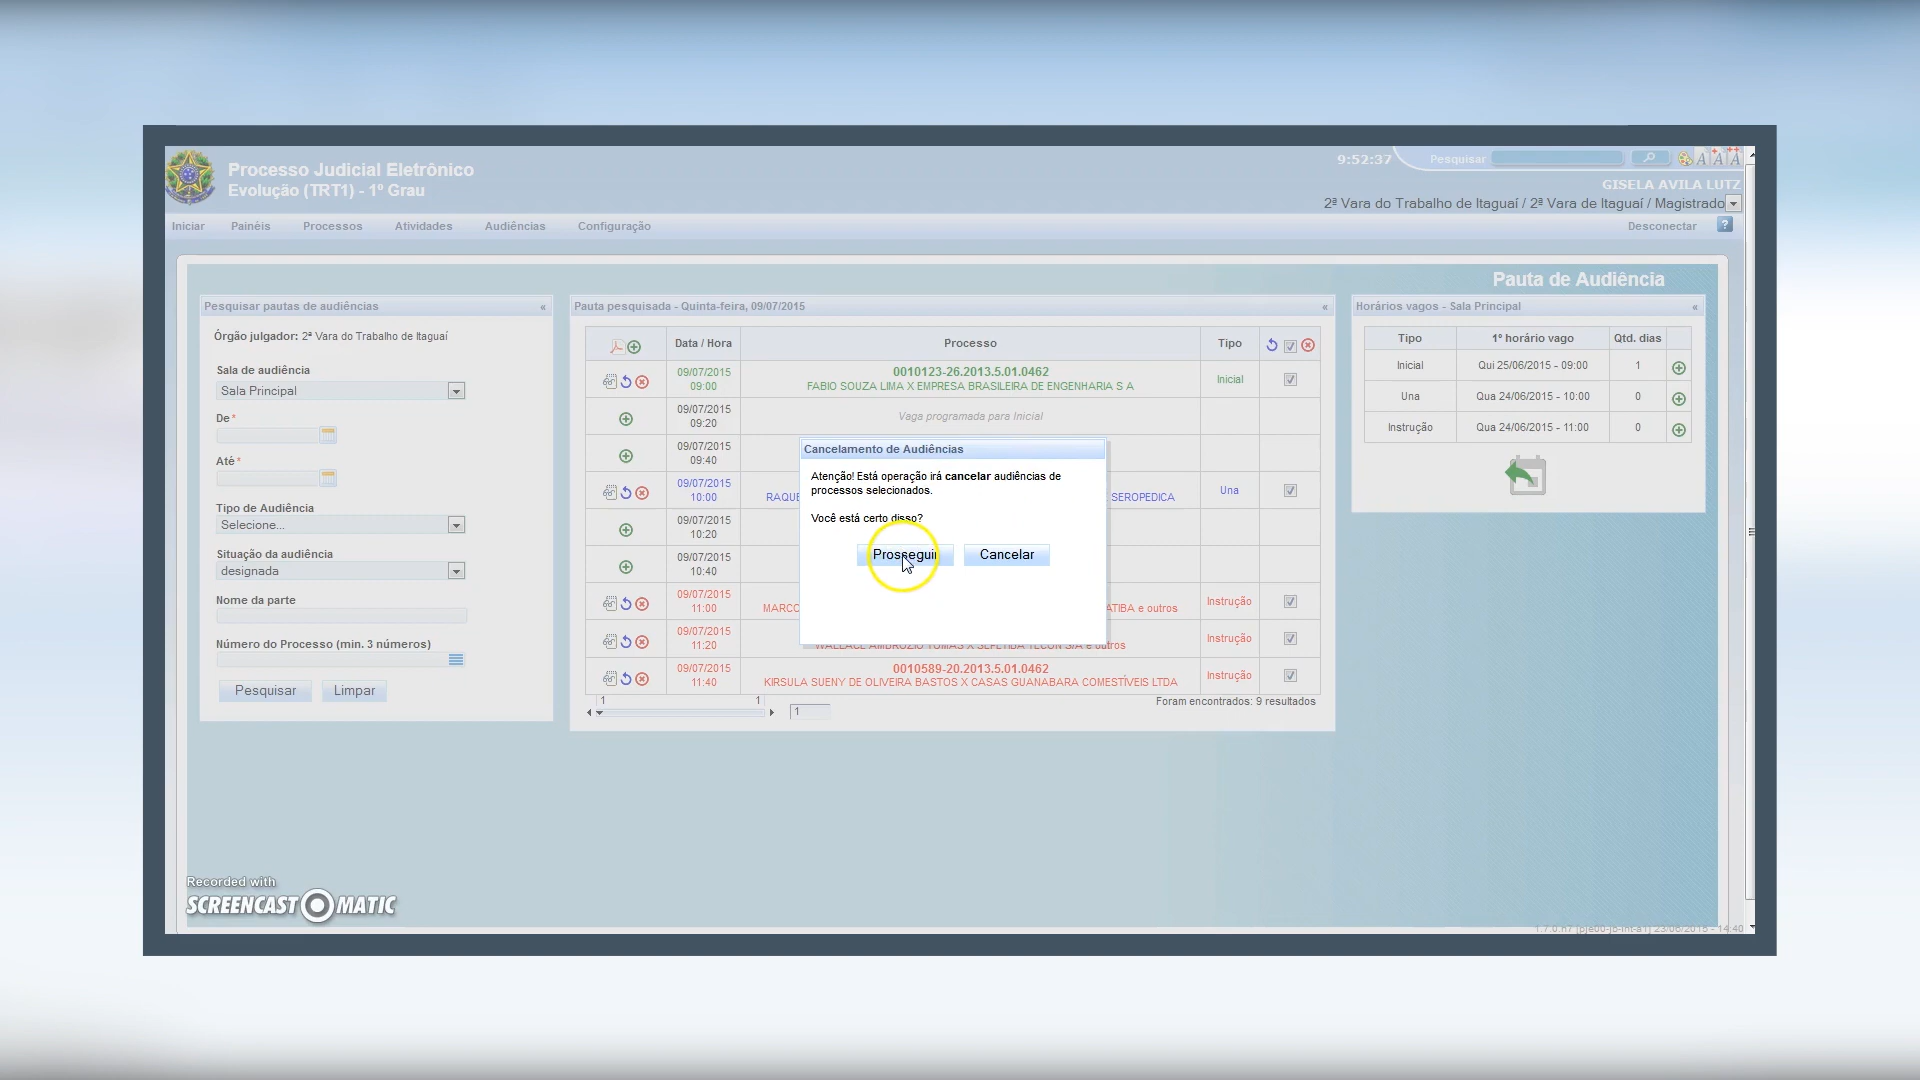 Processo Judicial Eletrônico
Evolução (TRT1) - 1º Grau
9:52:37
Pesquisar
A A A
GISELA AVILA LUTZ
2ª Vara do Trabalho de Itaguaí / 2ª Vara de Itaguaí / Magistrado
Iniciar Painéis Processos Atividades Audiências Configuração
Desconectar ?
Pauta de Audiência
Pesquisar pautas de audiências «
Órgão julgador: 2ª Vara do Trabalho de Itaguaí
Sala de audiência
Sala Principal
De *
Até *
Tipo de Audiência
Selecione...
Situação da audiência
designada
Nome da parte
Número do Processo (min. 3 números)
Pesquisar Limpar
Pauta pesquisada - Quinta-feira, 09/07/2015 «
Data / Hora Processo Tipo
09/07/2015 09:00
0010123-26.2013.5.01.0462
FABIO SOUZA LIMA X EMPRESA BRASILEIRA DE ENGENHARIA S A
Inicial
09/07/2015 09:20
Vaga programada para Inicial
09/07/2015 09:40
09/07/2015 10:00
SEROPEDICA
Una
09/07/2015 10:20
09/07/2015 10:40
09/07/2015 11:00
e outros
Instrução
09/07/2015 11:20
Instrução
09/07/2015 11:40
0010589-20.2013.5.01.0462
KIRSULA SUENY DE OLIVEIRA BASTOS X CASAS GUANABARA COMESTÍVEIS LTDA
Instrução
1 1
1
Foram encontrados: 9 resultados
Cancelamento de Audiências
Atenção! Está operação irá cancelar audiências de
processos selecionados.
Você está certo disso?
Prosseguir Cancelar
Horários vagos - Sala Principal «
Tipo 1º horário vago Qtd. dias
Inicial Qui 25/06/2015 - 09:00 1
Una Qua 24/06/2015 - 10:00 0
Instrução Qua 24/06/2015 - 11:00 0
Recorded with
SCREENCAST MATIC